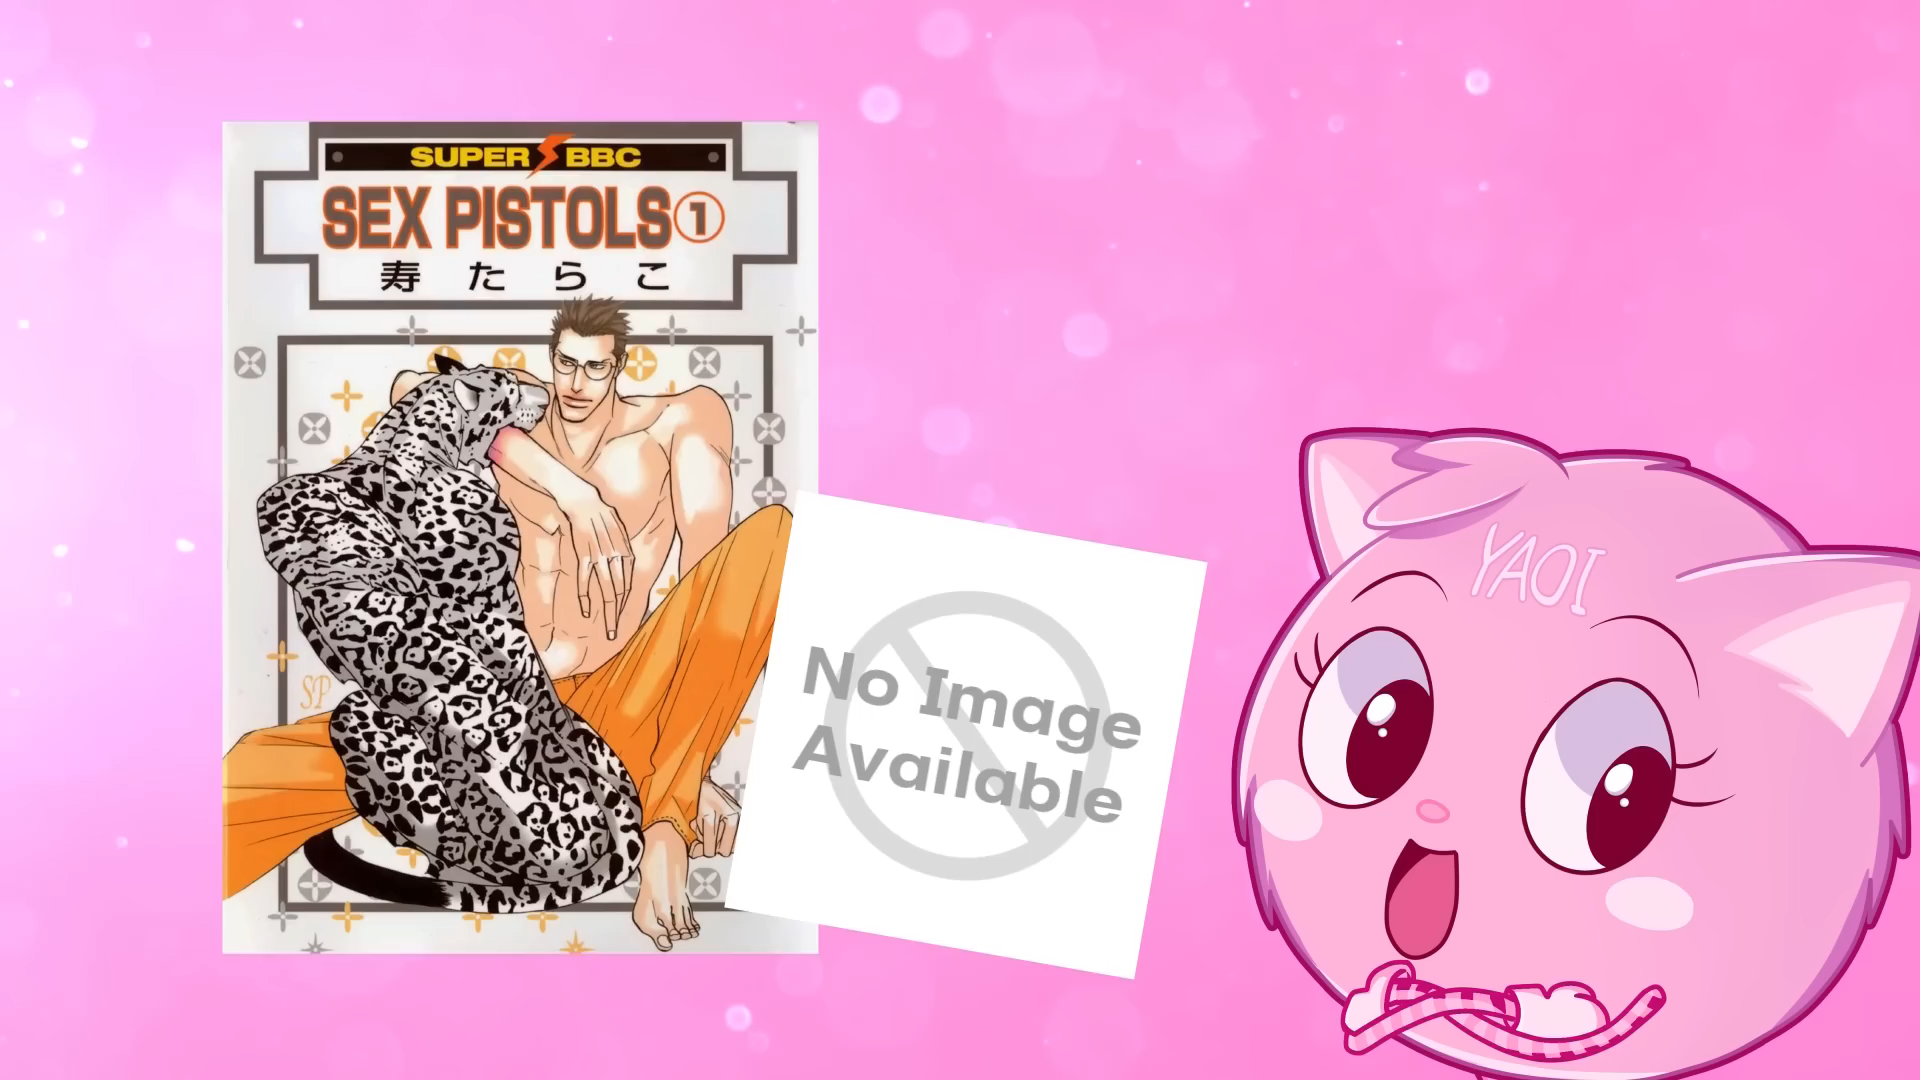 SUPER BBC
SEX PISTOLS①
寿たらこ
SP
No Image
Available
YAOI